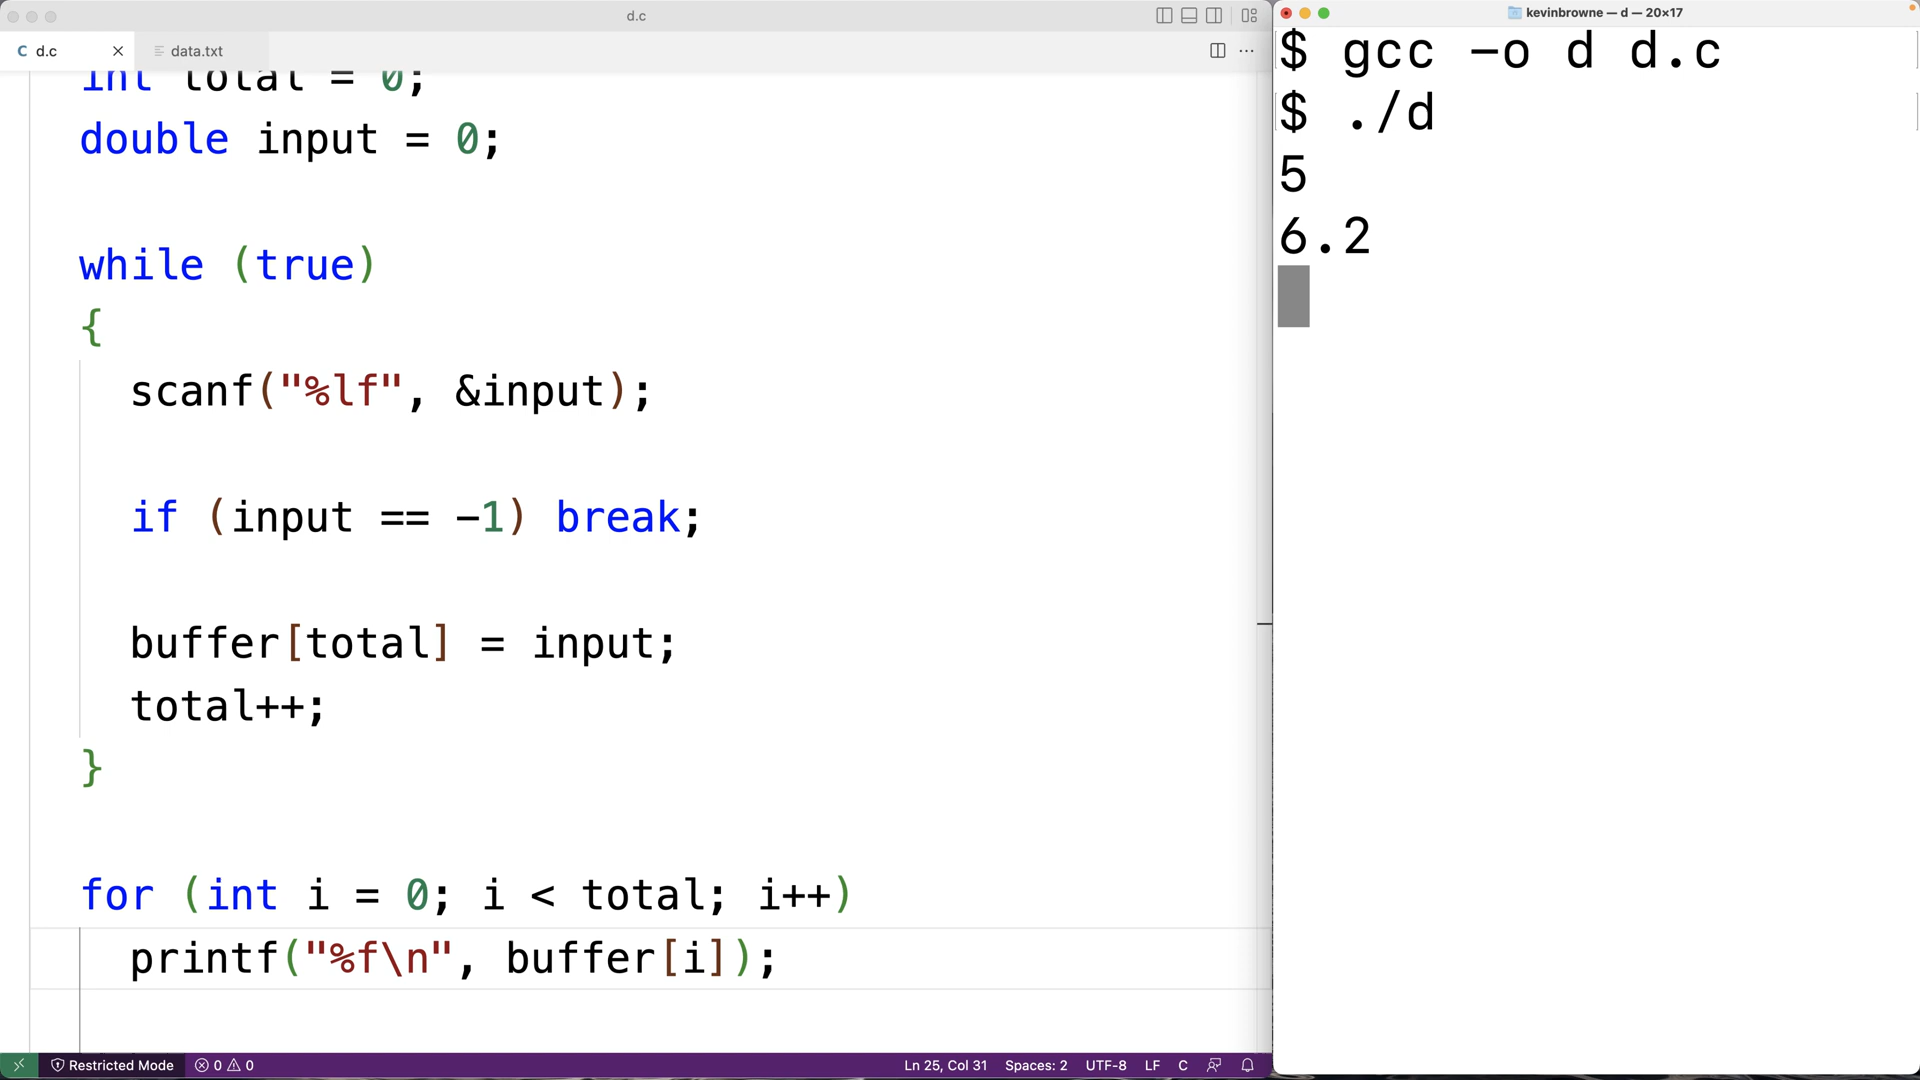 d.c
C d.c
data.txt
int total = 0;
double input = 0;
while (true)
{
scanf("%lf", &input);
if (input == -1) break;
buffer[total] = input;
total++;
}
for (int i = 0; i < total; i++)
printf("%f\n", buffer[i]);
Restricted Mode 0 0 Ln 25, Col 31 Spaces: 2 UTF-8 LF C
kevinbrowne — d — 20×17
$ gcc -o d d.c
$ ./d
5
6.2